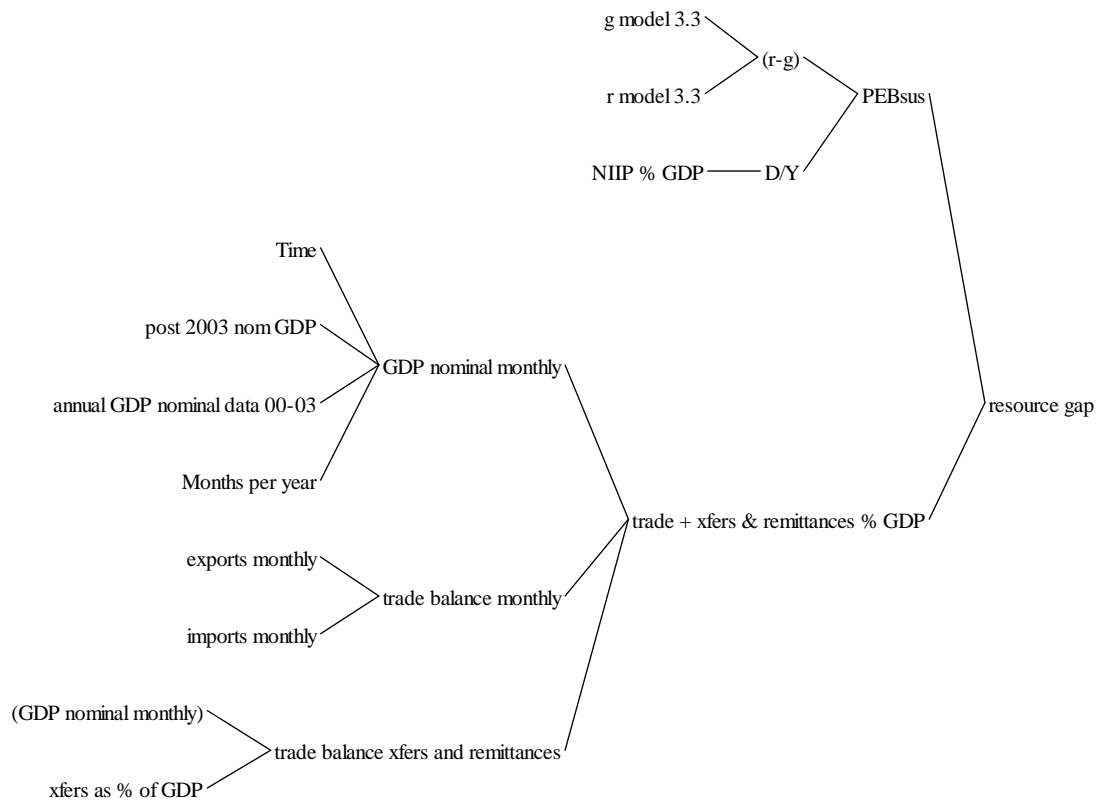 g model 3.3
(r-g)
r model 3.3
PEBsus
NIIP % GDP
D/Y
Time
post 2003 nom GDP
GDP nominal monthly
annual GDP nominal data 00-03
resource gap
Months per year
trade + xfers & remittances % GDP
exports monthly
trade balance monthly
imports monthly
(GDP nominal monthly)
trade balance xfers and remittances
xfers as % of GDP